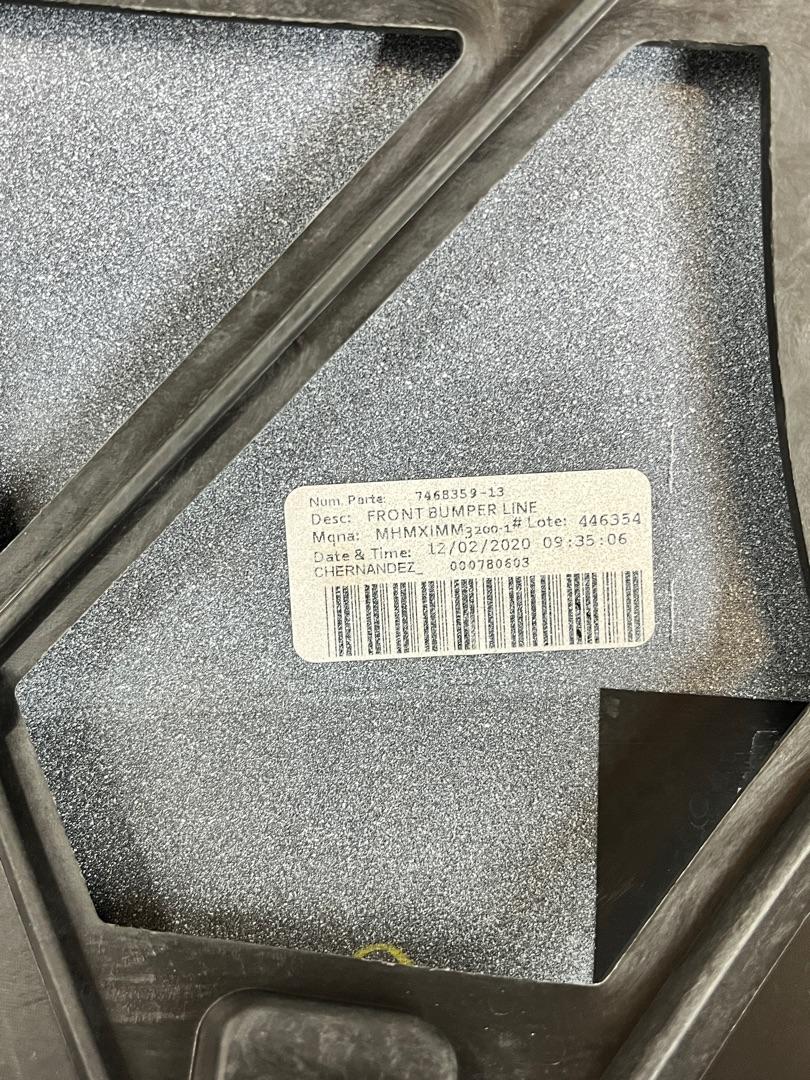 Num. Parte: 7468359-13
Desc: FRONT BUMPER LINE
Mqna: MHMXIMM3200-1# Lote: 446354
Date & Time: 12/02/2020 09:35:06
CHERNANDEZ_ 000780603